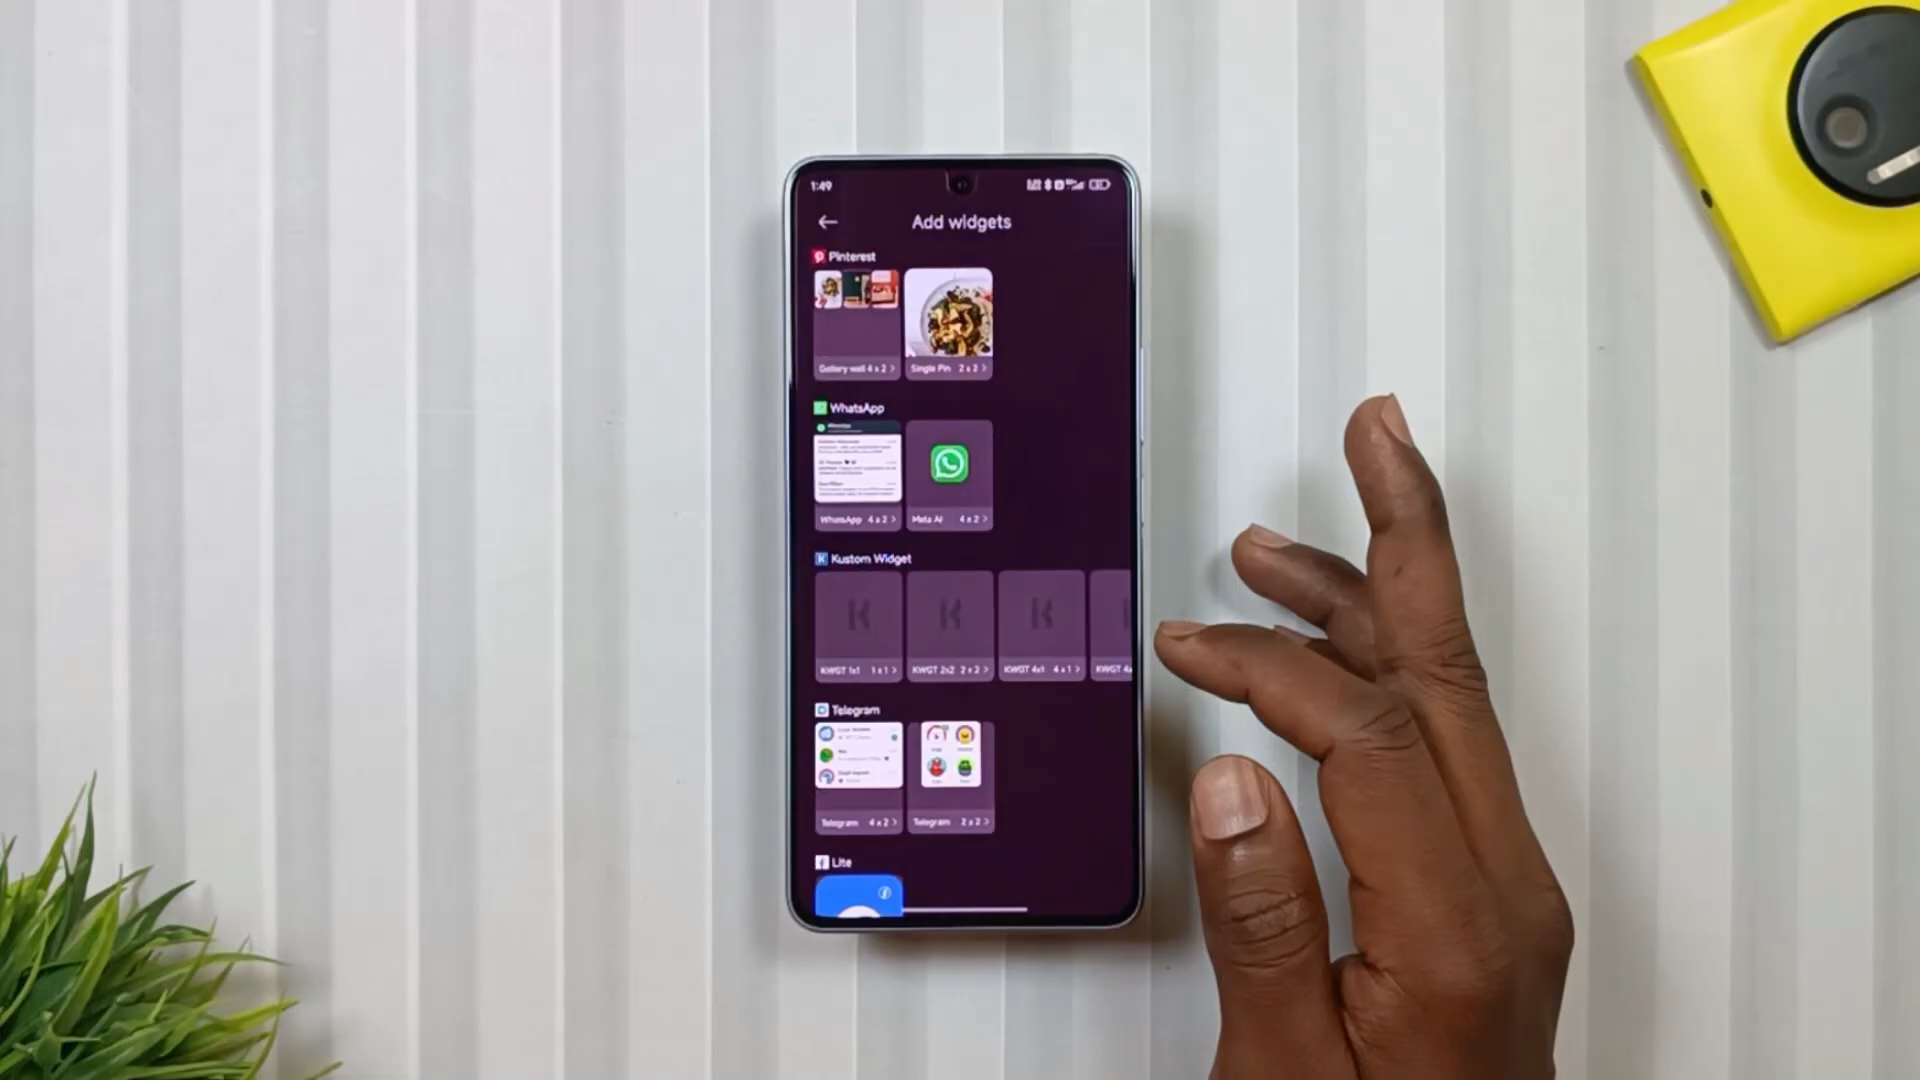 1:49
Add widgets
Pinterest
Gallery wall 4 x 2
Single Pin 2 x 2
WhatsApp
WhatsApp 4 x 2
Meta AI 4 x 2
Kustom Widget
KWGT 1x1 1 x 1
KWGT 2x2 2 x 2
KWGT 4x1 4 x 1
KWGT 4x
Telegram
Telegram 4 x 2
Telegram 2 x 2
Lite